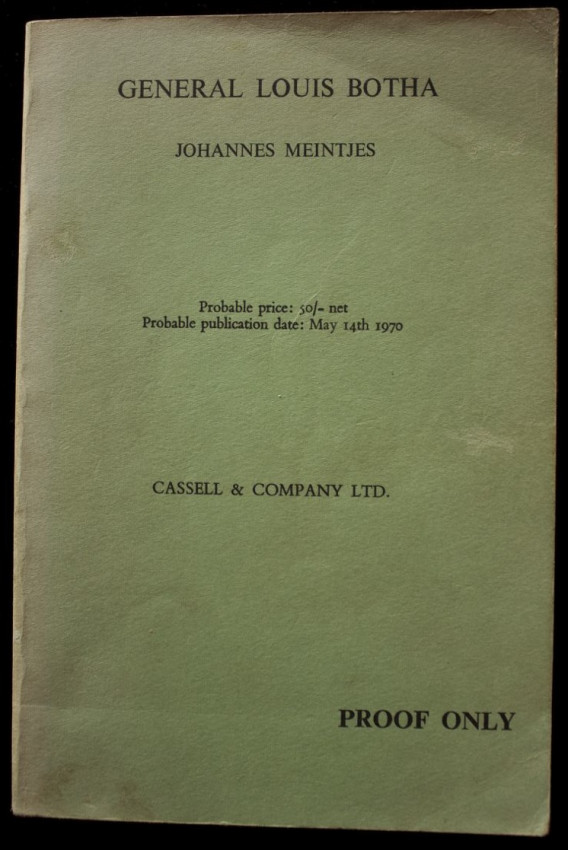 GENERAL LOUIS BOTHA
JOHANNES MEINTJES
Probable price: 50/- net
Probable publication date: May 14th 1970
CASSELL & COMPANY LTD.
PROOF ONLY